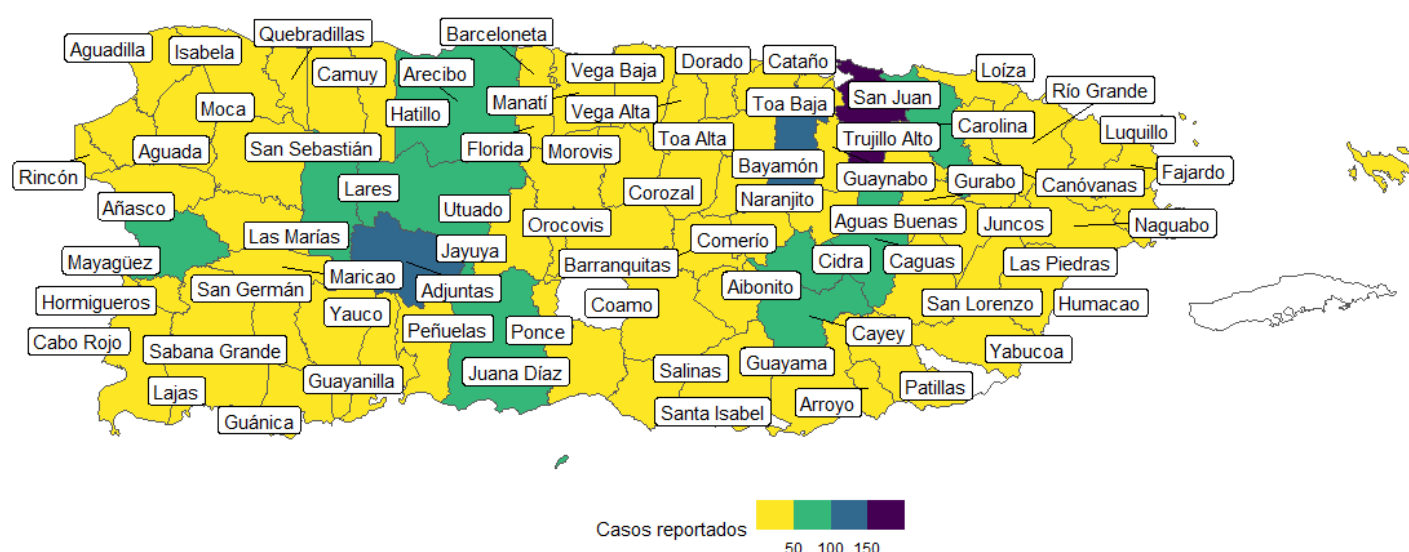 Quebradillas
Barceloneta
Aguadilla
Isabela
Camuy
Arecibo
Vega Baja
Dorado
Cataño
Loíza
Río Grande
Moca
Hatillo
Manatí
Vega Alta
Toa Baja
San Juan
Carolina
Luquillo
Aguada
San Sebastián
Florida
Morovis
Toa Alta
Trujillo Alto
Rincón
Bayamón
Guaynabo
Gurabo
Canóvanas
Fajardo
Añasco
Lares
Utuado
Corozal
Naranjito
Aguas Buenas
Juncos
Naguabo
Las Marías
Jayuya
Orocovis
Comerío
Mayagüez
Maricao
Barranquitas
Cidra
Caguas
Las Piedras
Hormigueros
San Germán
Adjuntas
Coamo
Aibonito
San Lorenzo
Humacao
Yauco
Cabo Rojo
Sabana Grande
Peñuelas
Ponce
Cayey
Yabucoa
Lajas
Guayanilla
Juana Díaz
Salinas
Guayama
Patillas
Guánica
Santa Isabel
Arroyo
Casos reportados
50 100 150